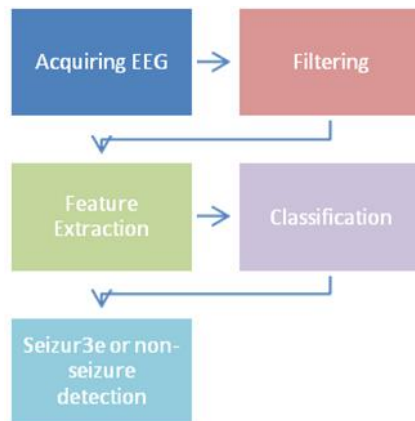 Acquiring EEG
Filtering
Feature
Extraction
Classification
Seizur3e or non-
seizure
detection